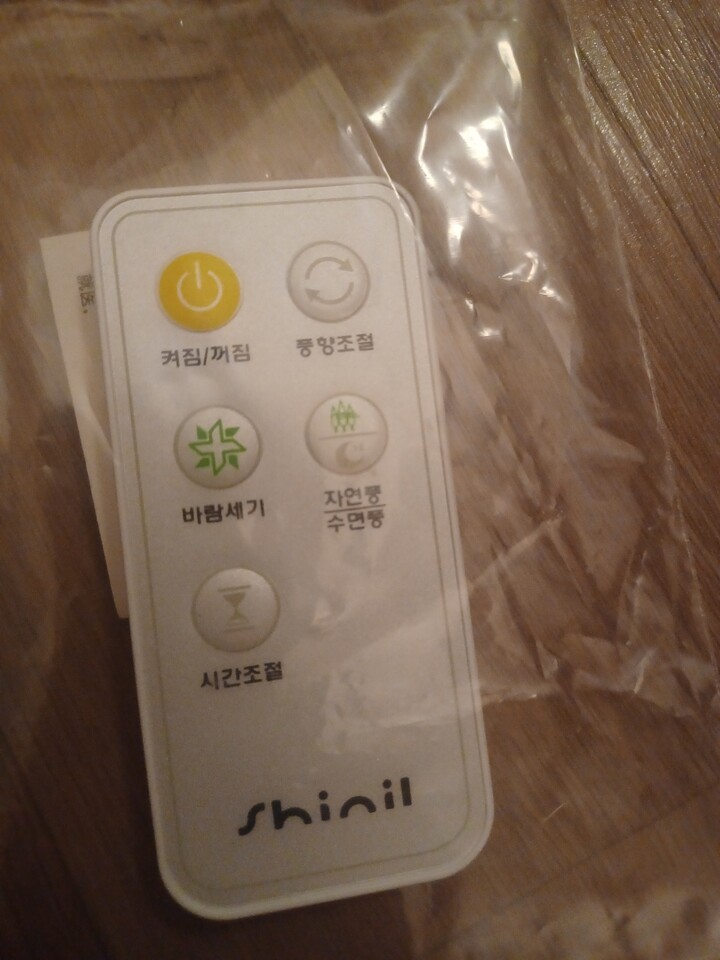 켜짐/꺼짐
풍향조절
바람세기
자연풍
수면풍
시간조절
shinil